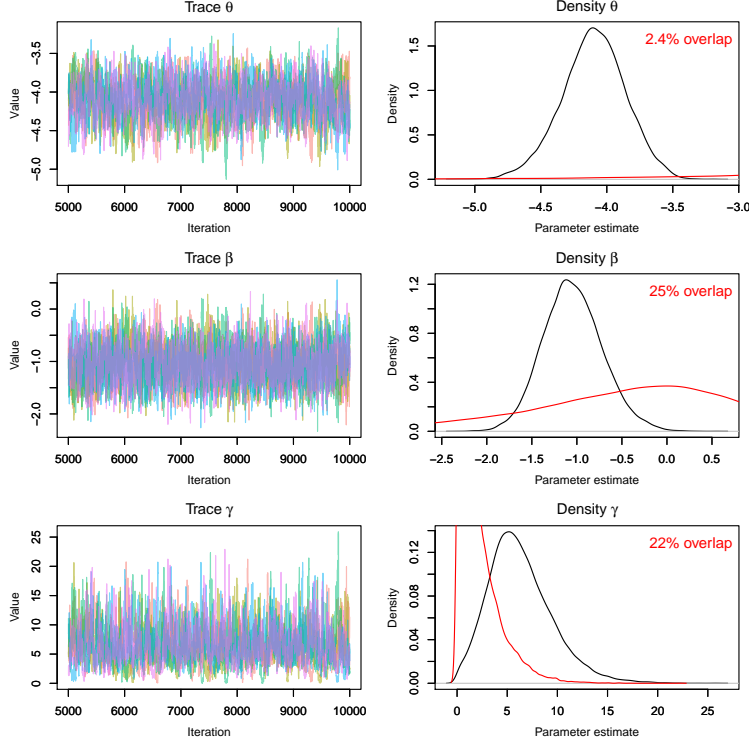 Trace θ
Value
−5.0 −4.5 −4.0 −3.5
5000 6000 7000 8000 9000 10000
Iteration
Density θ
2.4% overlap
Density
0.0 0.5 1.0 1.5
−5.0 −4.5 −4.0 −3.5 −3.0
Parameter estimate
Trace β
Value
−2.0 −1.0 0.0
5000 6000 7000 8000 9000 10000
Iteration
Density β
25% overlap
Density
0.0 0.4 0.8 1.2
−2.5 −2.0 −1.5 −1.0 −0.5 0.0 0.5
Parameter estimate
Trace γ
Value
0 5 10 15 20 25
5000 6000 7000 8000 9000 10000
Iteration
Density γ
22% overlap
Density
0.00 0.04 0.08 0.12
0 5 10 15 20 25
Parameter estimate